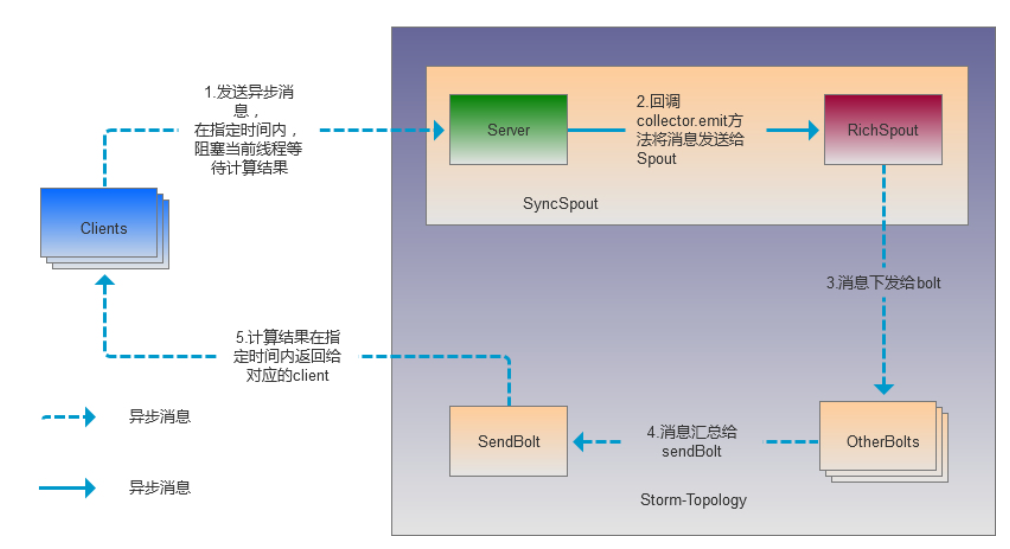 1.发送异步消
息，
在指定时间内，
阻塞当前线程等
待计算结果
Server
2.回调
collector.emit方
法将消息发送给
Spout
RichSpout
SyncSpout
Clients
3.消息下发给bolt
5.计算结果在指
定时间内返回给
对应的client
异步消息
SendBolt
4.消息汇总给
sendBolt
OtherBolts
异步消息
Storm-Topology